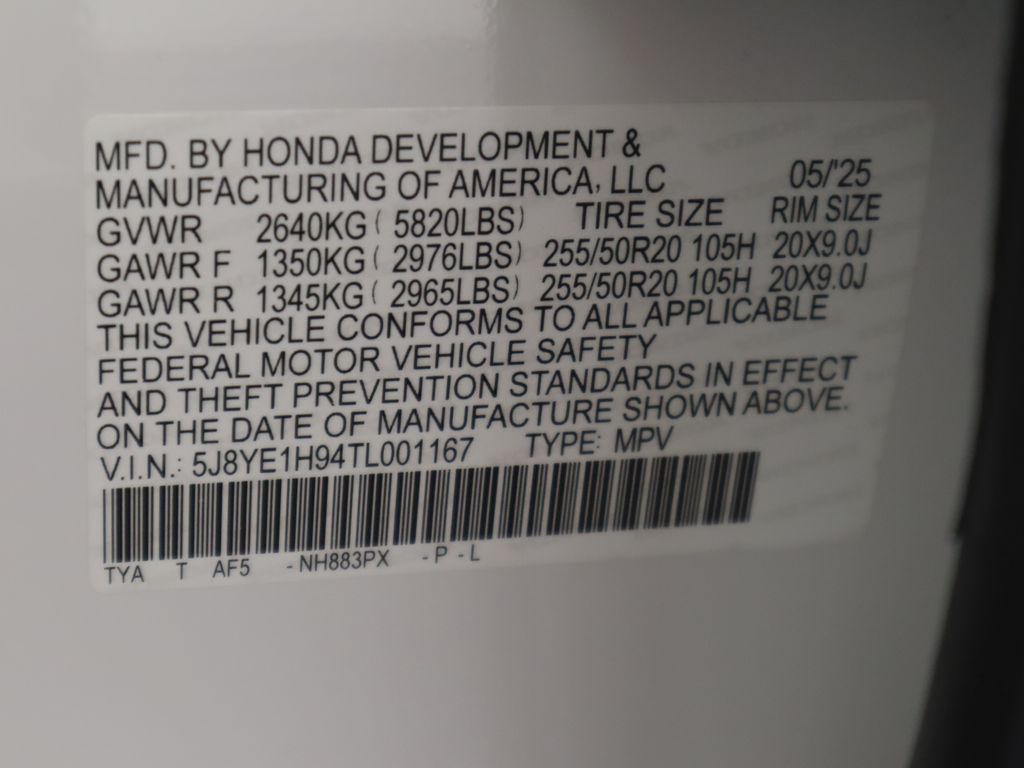 MFD. BY HONDA DEVELOPMENT &
MANUFACTURING OF AMERICA, LLC 05/'25
GVWR 2640KG ( 5820LBS) TIRE SIZE RIM SIZE
GAWR F 1350KG ( 2976LBS) 255/50R20 105H 20X9.0J
GAWR R 1345KG ( 2965LBS) 255/50R20 105H 20X9.0J
THIS VEHICLE CONFORMS TO ALL APPLICABLE
FEDERAL MOTOR VEHICLE SAFETY
AND THEFT PREVENTION STANDARDS IN EFFECT
ON THE DATE OF MANUFACTURE SHOWN ABOVE.
V.I.N.: 5J8YE1H94TL001167 TYPE: MPV
TYA T AF5 -NH883PX -P -L